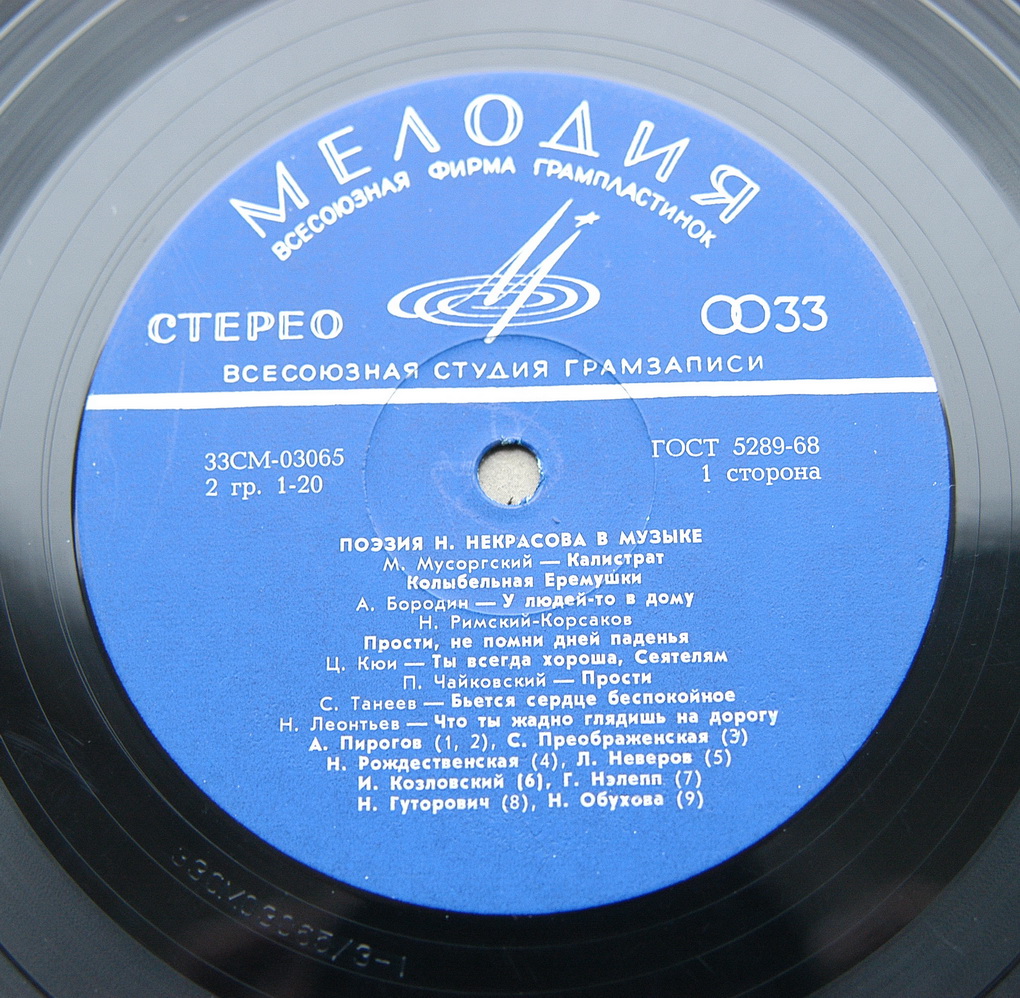 МЕЛОДИЯ
ВСЕСОЮЗНАЯ ФИРМА ГРАМПЛАСТИНОК
СТЕРЕО
33
ВСЕСОЮЗНАЯ СТУДИЯ ГРАМЗАПИСИ
33СМ-03065
ГОСТ 5289-68
2 гр. 1-20
1 сторона
ПОЭЗИЯ Н. НЕКРАСОВА В МУЗЫКЕ
М. Мусоргский — Калистрат
Колыбельная Еремушки
А. Бородин — У людей-то в дому
Н. Римский-Корсаков
Прости, не помни дней паденья
Ц. Кюи — Ты всегда хороша, Сеятелям
П. Чайковский — Прости
С. Танеев — Бьется сердце беспокойное
Н. Леонтьев — Что ты жадно глядишь на дорогу
А. Пирогов (1, 2), С. Преображенская (3)
Н. Рождественская (4), Л. Неверов (5)
И. Козловский (6), Г. Нэлепп (7)
Н. Гуторович (8), Н. Обухова (9)